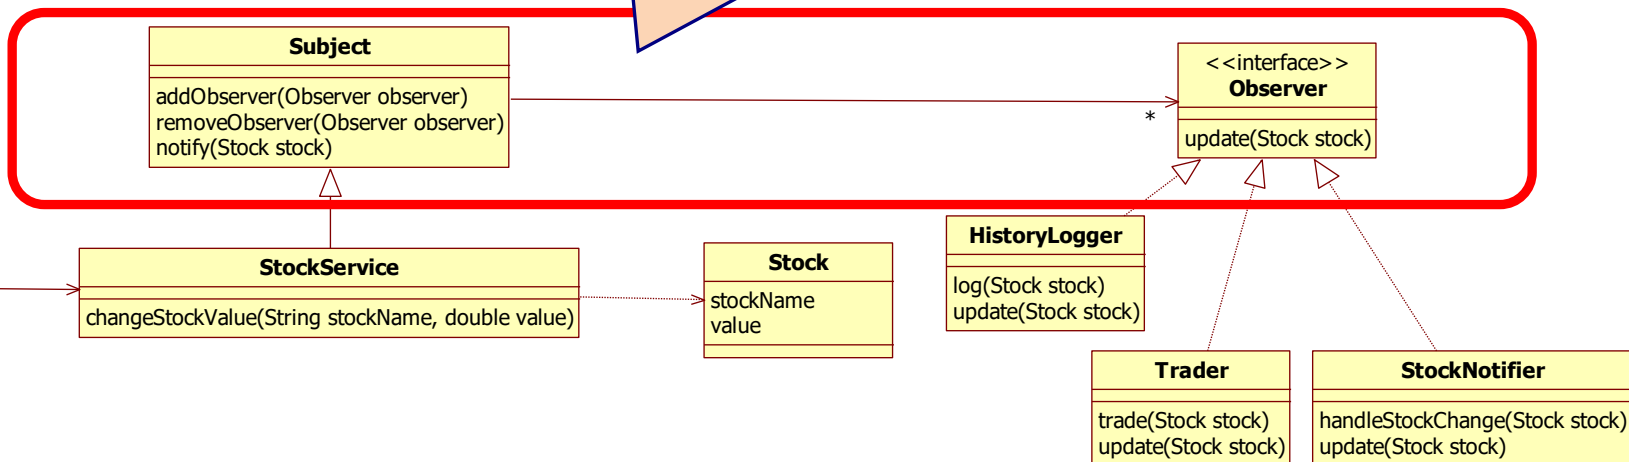 Subject
addObserver(Observer observer)
removeObserver(Observer observer)
notify(Stock stock)
<<interface>>
Observer
update(Stock stock)
*
StockService
changeStockValue(String stockName, double value)
Stock
stockName
value
HistoryLogger
log(Stock stock)
update(Stock stock)
Trader
trade(Stock stock)
update(Stock stock)
StockNotifier
handleStockChange(Stock stock)
update(Stock stock)